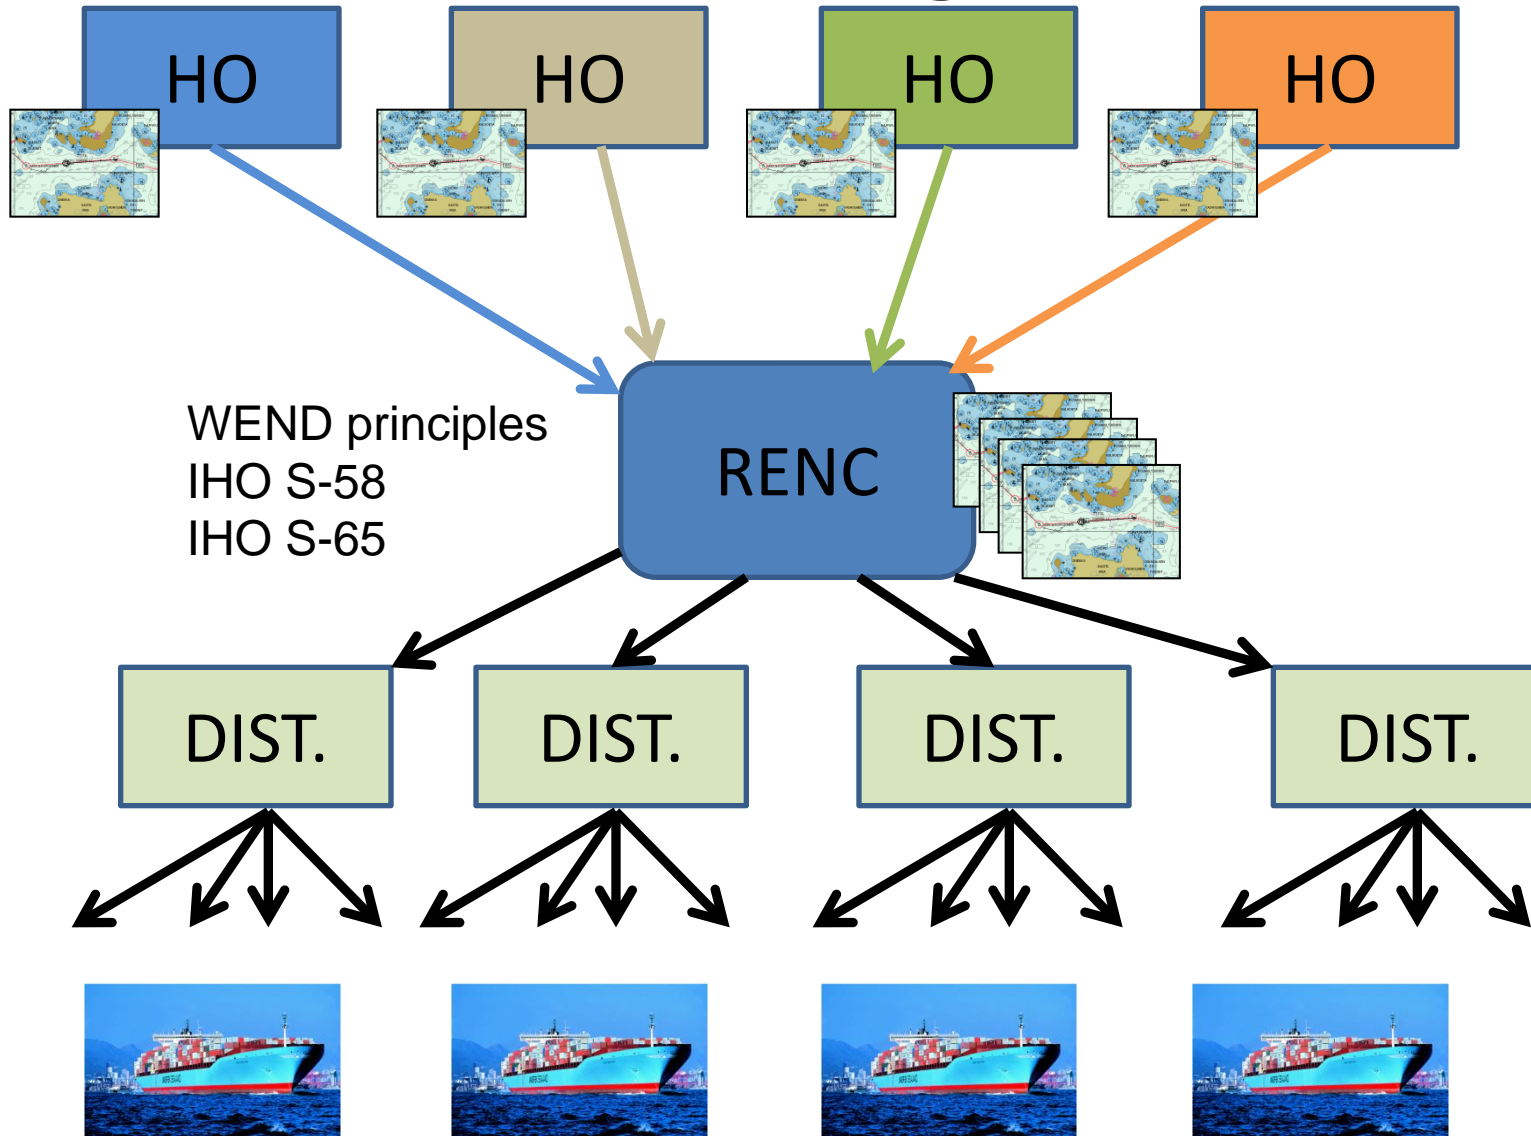 HO
HO
HO
HO
WEND principles
IHO S-58
IHO S-65
RENC
DIST.
DIST.
DIST.
DIST.